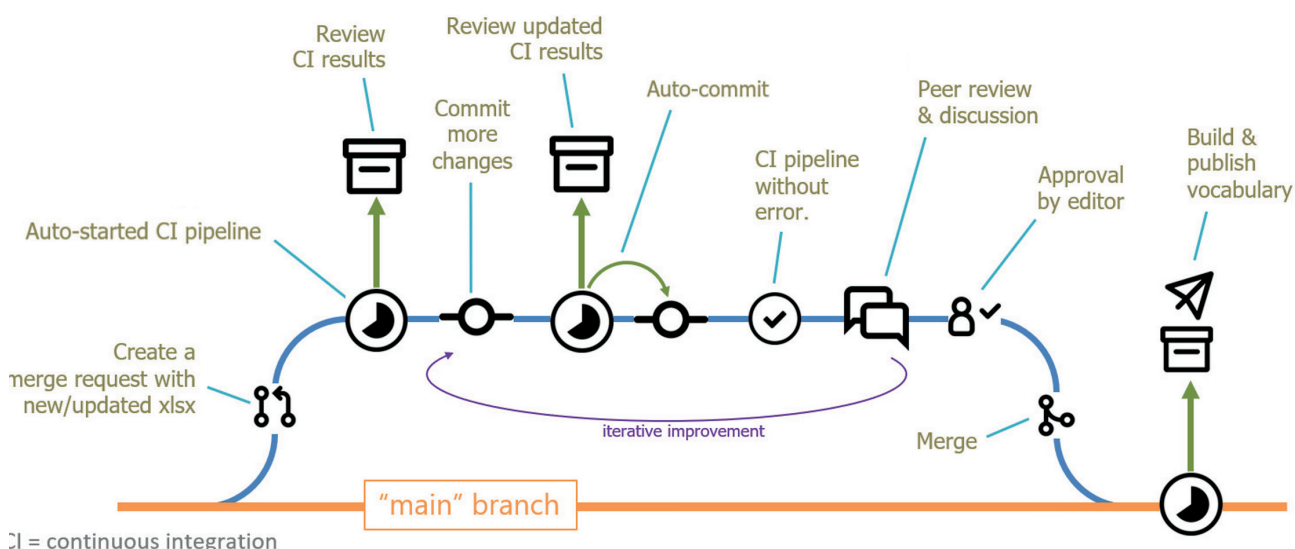 Review
CI results
Review updated
CI results
Auto-commit
Commit
more
changes
Peer review
& discussion
CI pipeline
without
error.
Approval
by editor
Build &
publish
vocabulary
Auto-started CI pipeline
Create a
merge request with
new/updated xlsx
iterative improvement
Merge
"main" branch
CI = continuous integration